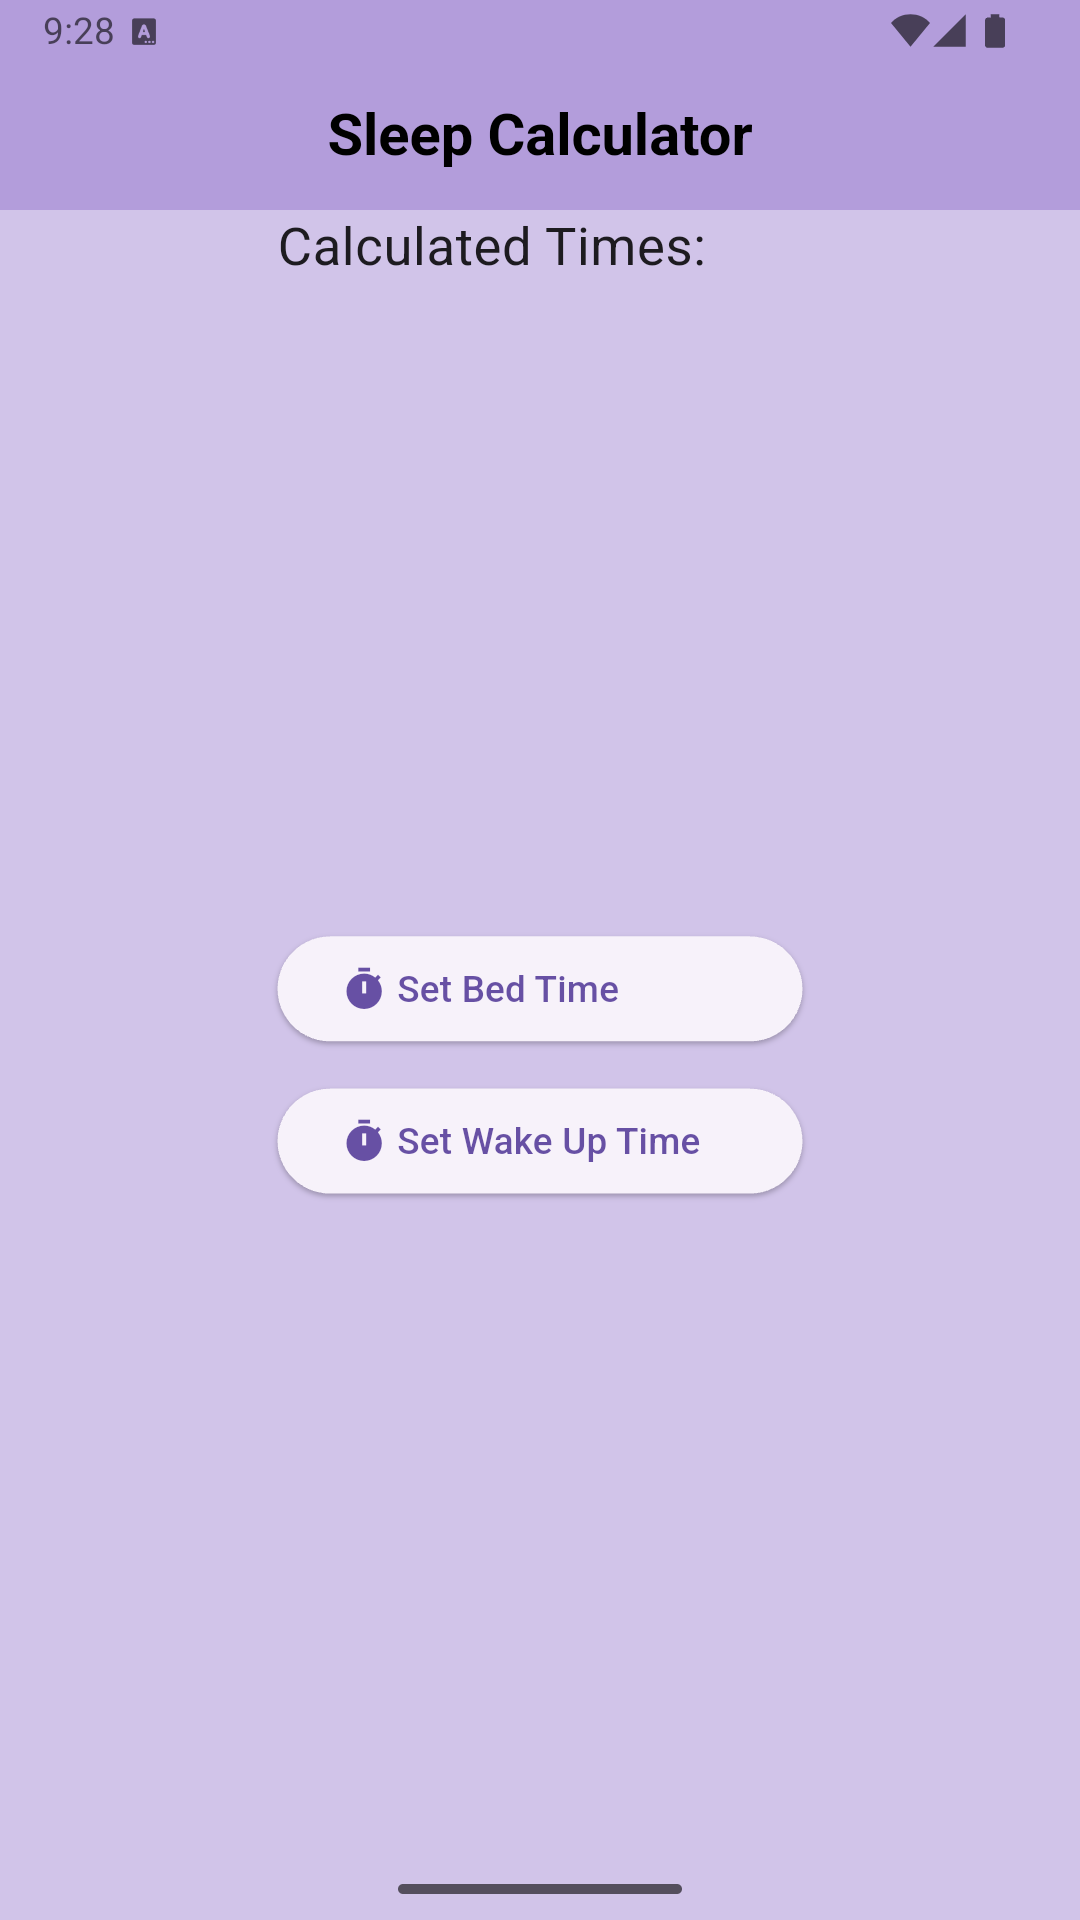 9:28 A
Sleep Calculator
Calculated Times:
Set Bed Time
Set Wake Up Time